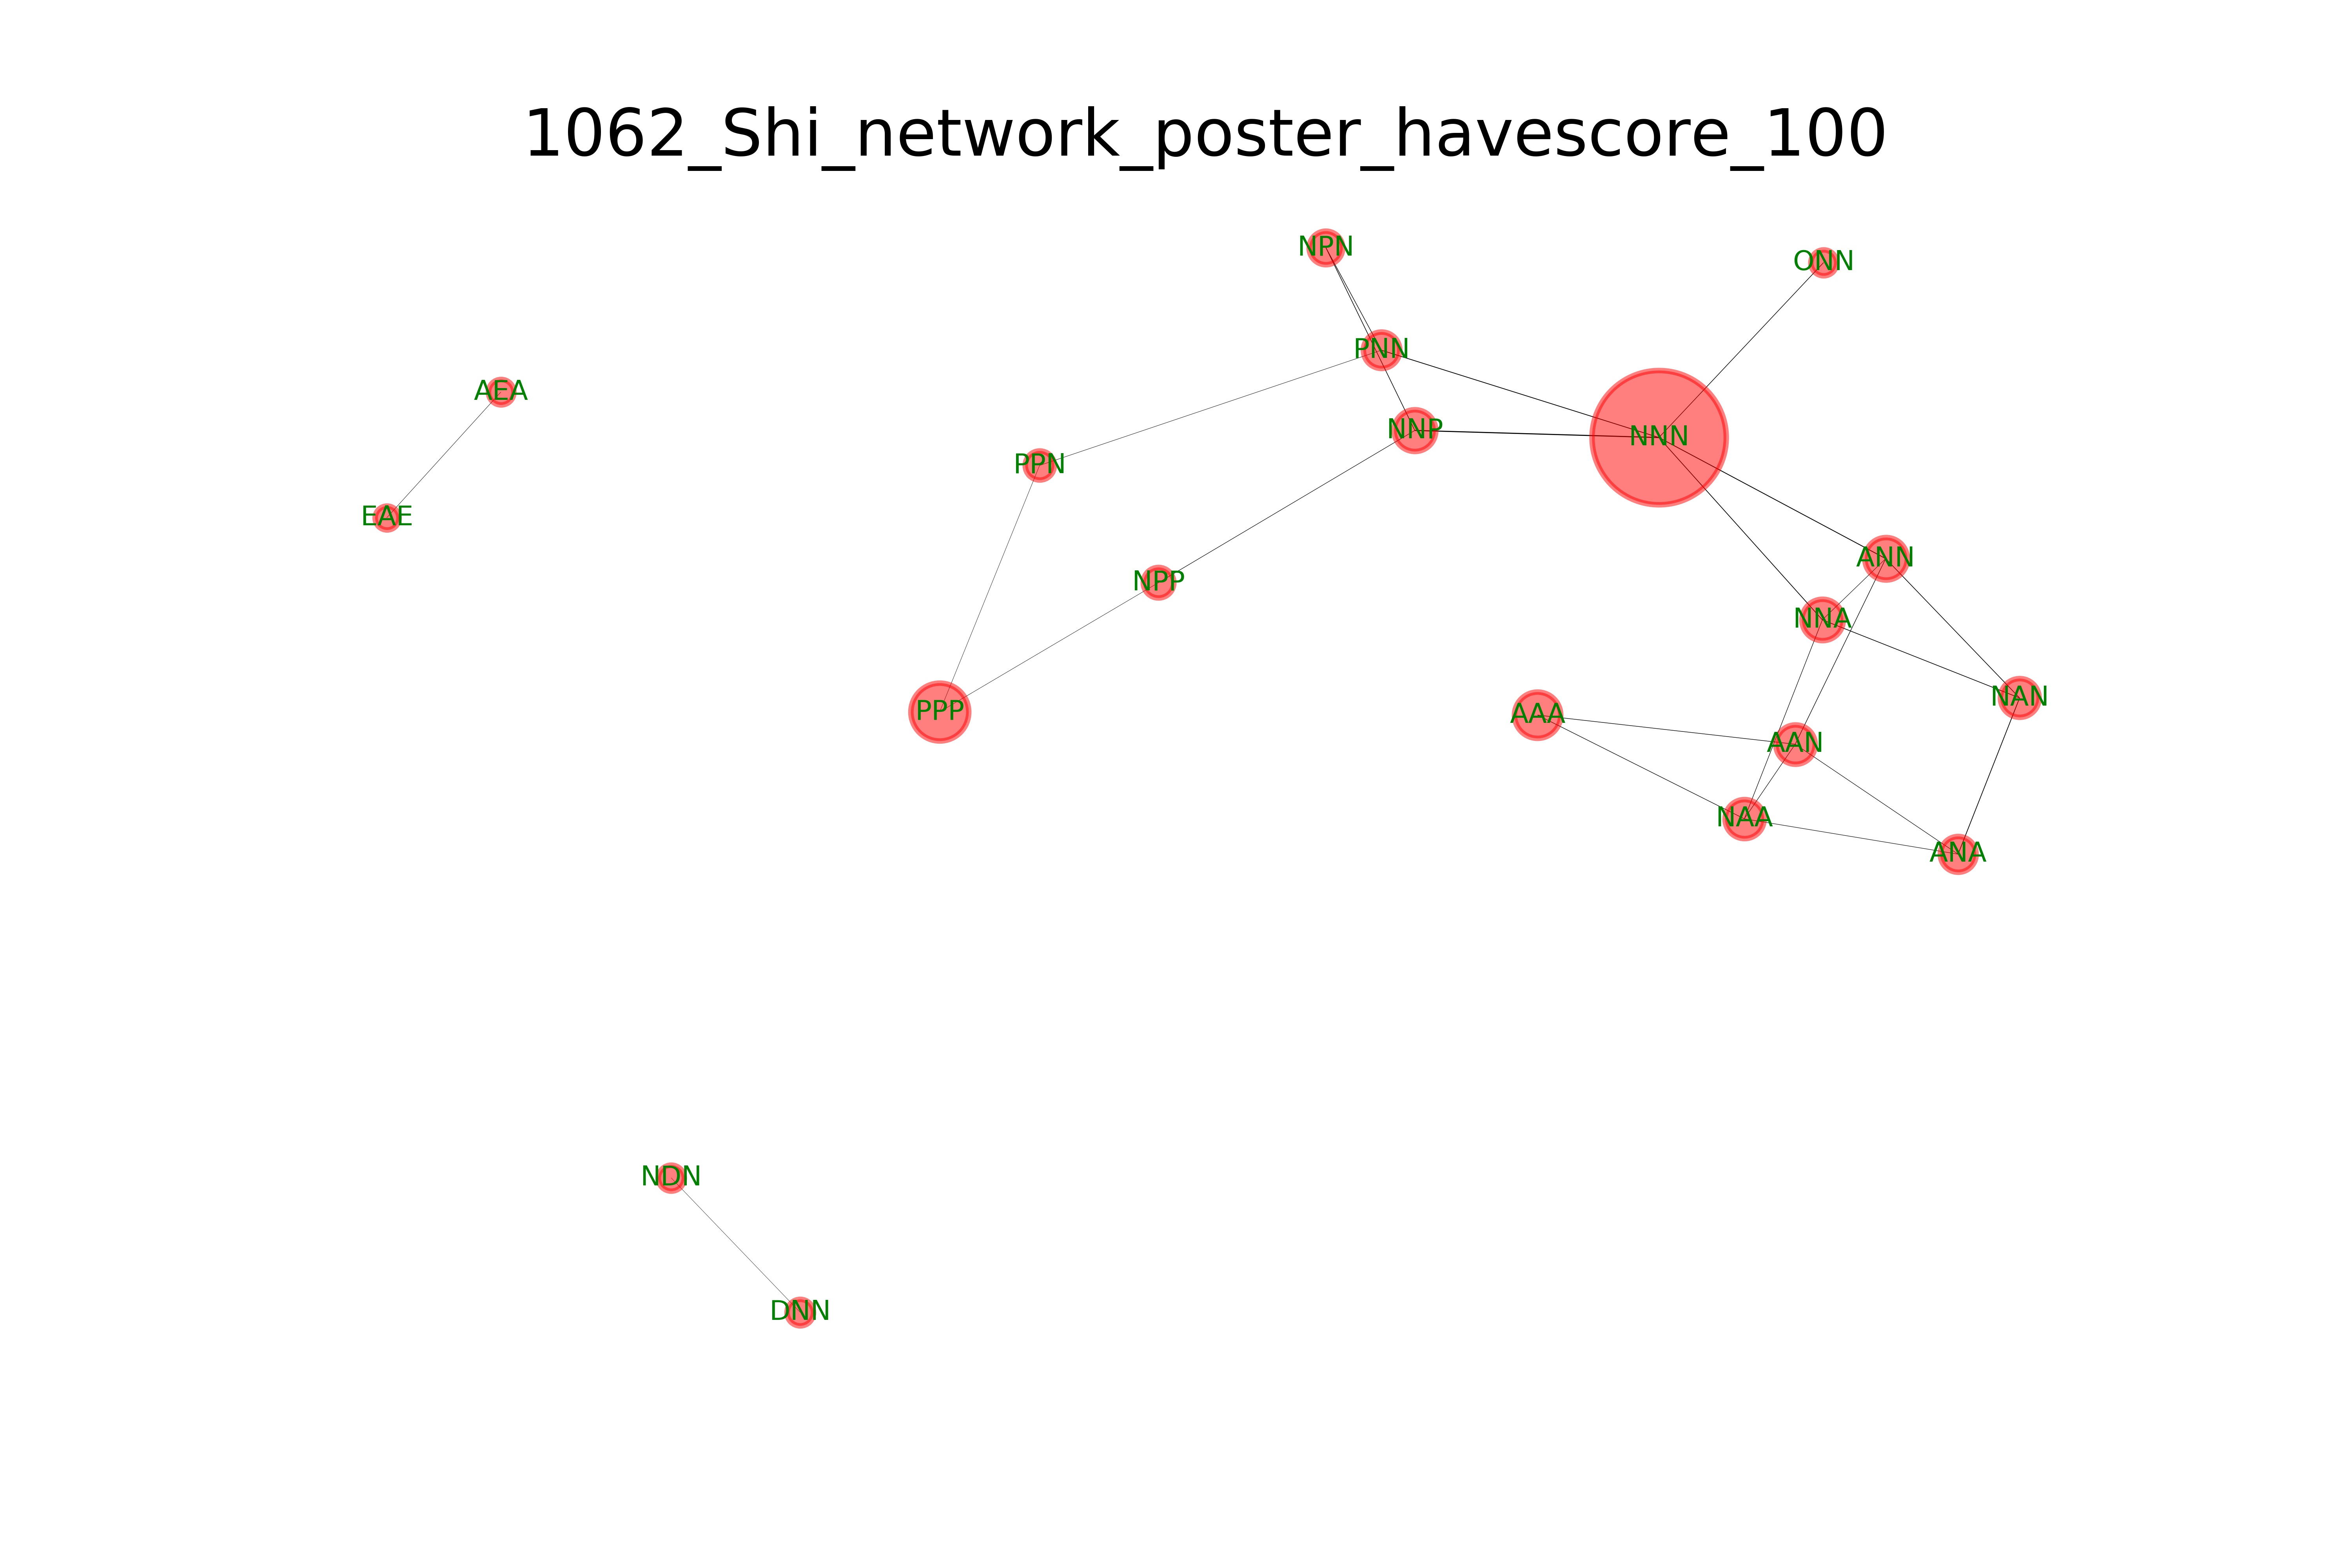 1062_Shi_network_poster_havescore_100
NPN
ONN
PNN
AEA
NNP
NNN
PPN
EAE
ANN
NPP
NNA
NAN
PPP
AAA
AAN
NAA
ANA
NDN
DNN